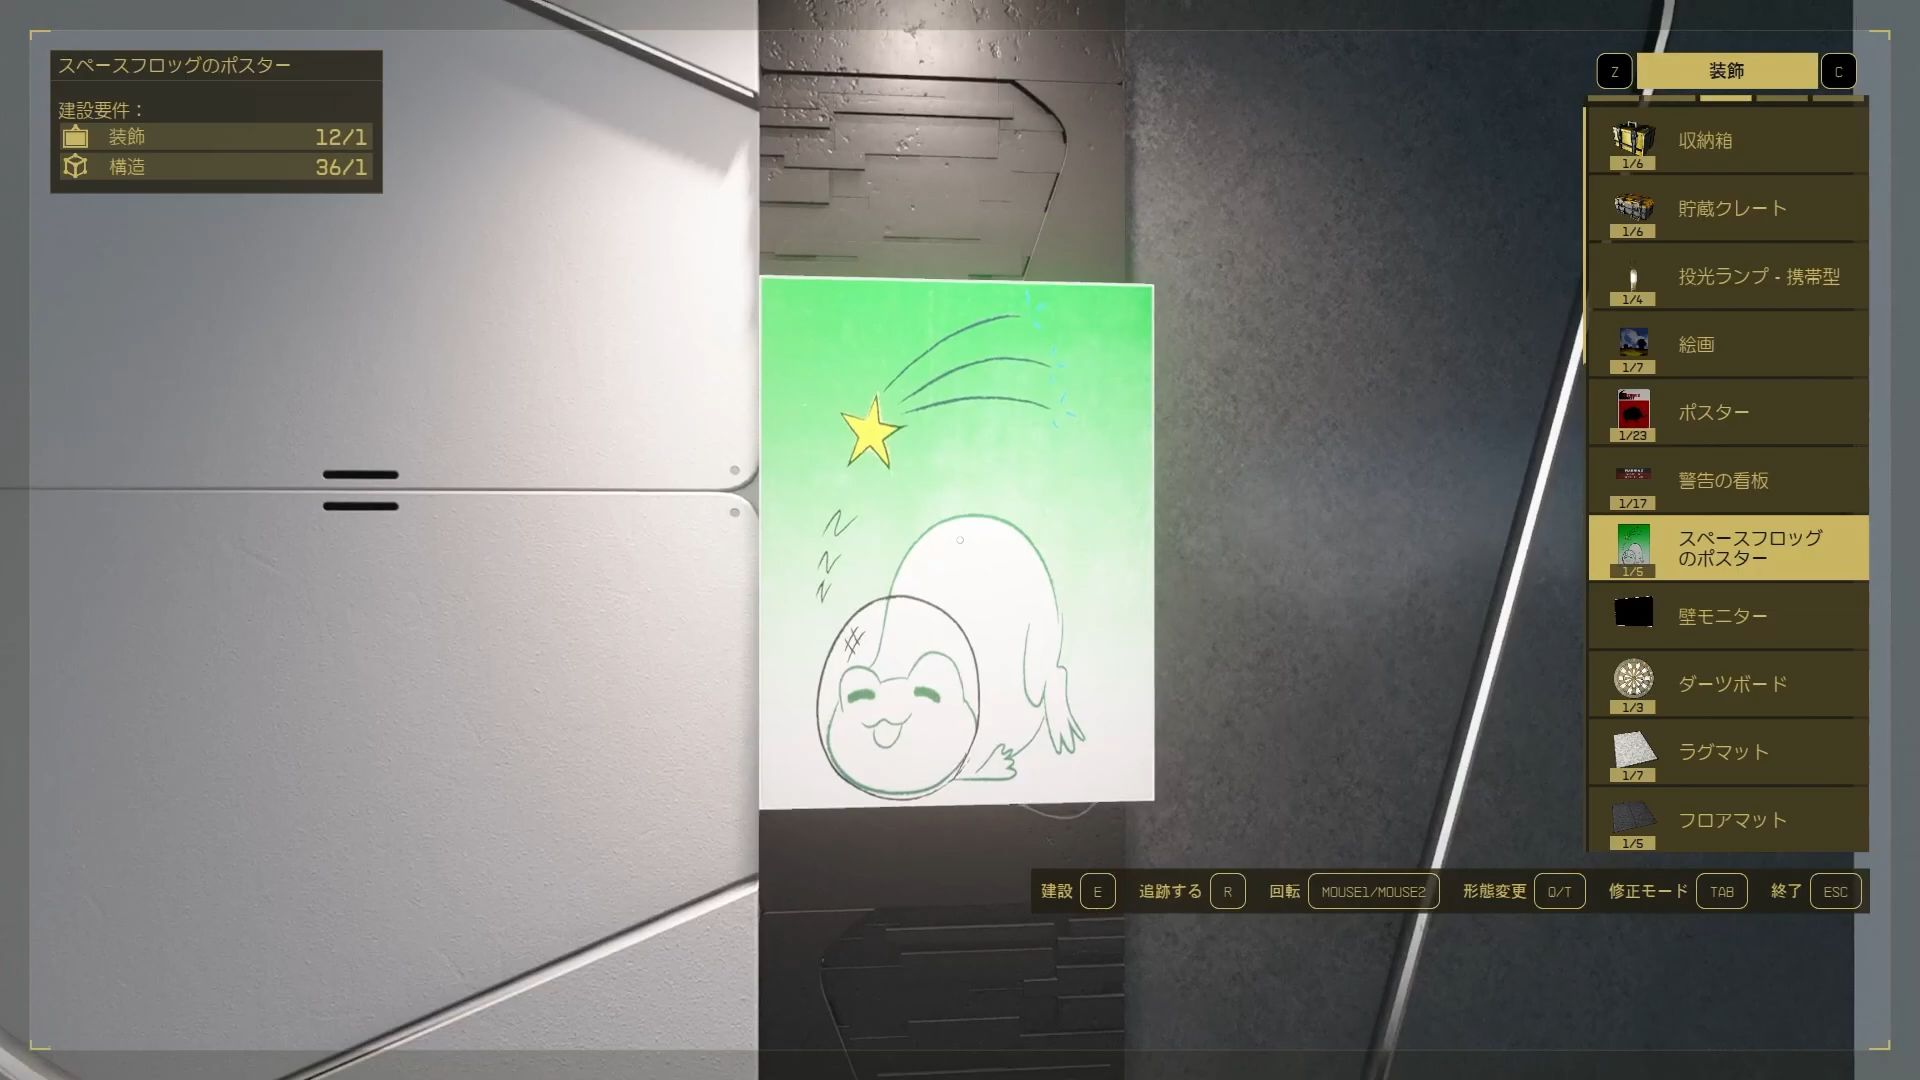 スペースフロッグのポスター
建設要件：
装飾 12/1
構造 36/1
Z 装飾 C
収納箱
1/6
貯蔵クレート
1/6
投光ランプ - 携帯型
1/4
絵画
1/7
ポスター
1/23
警告の看板
1/17
スペースフロッグ
のポスター
1/5
壁モニター
ダーツボード
1/3
ラグマット
1/7
フロアマット
1/5
建設 E 追跡する R 回転 MOUSE1/MOUSE2 形態変更 Q/T 修正モード TAB 終了 ESC